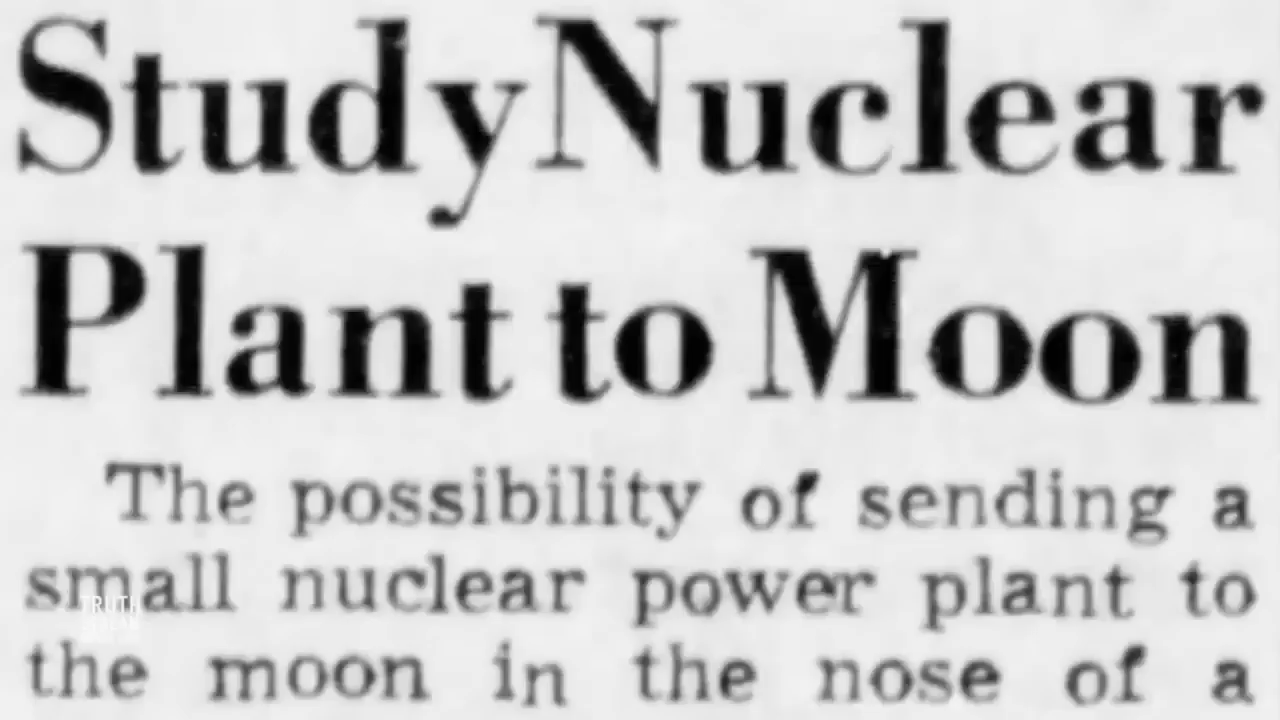 Study Nuclear
Plant to Moon
The possibility of sending a
small nuclear power plant to
the moon in the nose of a
TRUTH